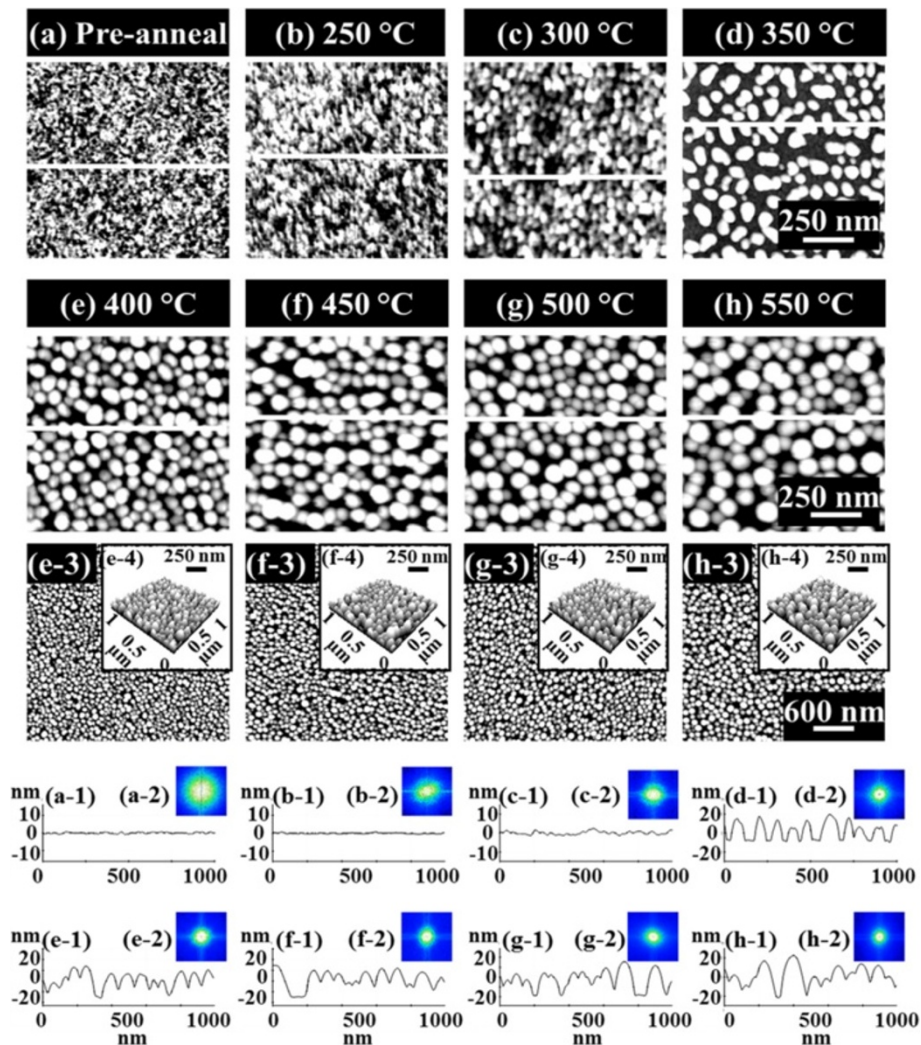 (a) Pre-anneal (b) 250 °C (c) 300 °C (d) 350 °C
250 nm
(e) 400 °C (f) 450 °C (g) 500 °C (h) 550 °C
250 nm
(e-3) (e-4) 250 nm (f-3) (f-4) 250 nm (g-3) (g-4) 250 nm (h-3) (h-4) 250 nm
1 0.5 μm 0 0.5 μm 1 1 0.5 μm 0 0.5 μm 1 1 0.5 μm 0 0.5 μm 1 1 0.5 μm 0 0.5 μm 1
600 nm
nm (a-1) (a-2) nm (b-1) (b-2) nm (c-1) (c-2) nm (d-1) (d-2)
10 10 10 20
0 0 0 0
-10 -10 -10 -20
0 500 1000 0 500 1000 0 500 1000 0 500 1000
nm (e-1) (e-2) nm (f-1) (f-2) nm (g-1) (g-2) nm (h-1) (h-2)
20 20 20 20
0 0 0 0
-20 -20 -20 -20
0 500 1000 0 500 1000 0 500 1000 0 500 1000
nm nm nm nm